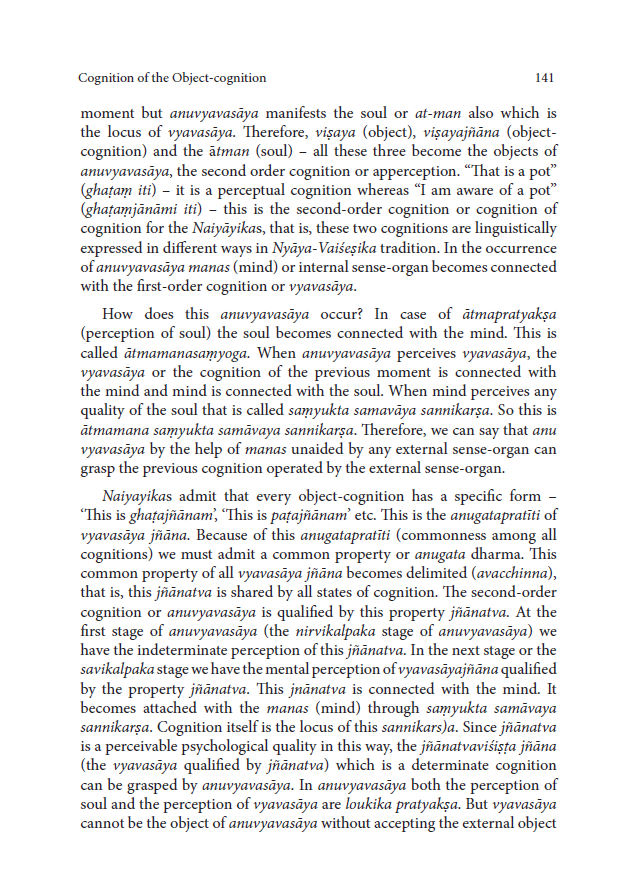 Cognition of the Object-cognition 141
moment but anuvyavasāya manifests the soul or at-man also which is
the locus of vyavasāya. Therefore, viṣaya (object), viṣayajñāna (object-
cognition) and the ātman (soul) – all these three become the objects of
anuvyavasāya, the second order cognition or apperception. “That is a pot”
(ghaṭaṃ iti) – it is a perceptual cognition whereas “I am aware of a pot”
(ghaṭaṃjānāmi iti) – this is the second-order cognition or cognition of
cognition for the Naiyāyikas, that is, these two cognitions are linguistically
expressed in different ways in Nyāya-Vaiśeṣika tradition. In the occurrence
of anuvyavasāya manas (mind) or internal sense-organ becomes connected
with the first-order cognition or vyavasāya.
How does this anuvyavasāya occur? In case of ātmapratyakṣa
(perception of soul) the soul becomes connected with the mind. This is
called ātmamanasaṃyoga. When anuvyavasāya perceives vyavasāya, the
vyavasāya or the cognition of the previous moment is connected with
the mind and mind is connected with the soul. When mind perceives any
quality of the soul that is called saṃyukta samavāya sannikarṣa. So this is
ātmamana saṃyukta samāvaya sannikarṣa. Therefore, we can say that anu
vyavasāya by the help of manas unaided by any external sense-organ can
grasp the previous cognition operated by the external sense-organ.
Naiyayikas admit that every object-cognition has a specific form –
‘This is ghaṭajñānam’, ‘This is paṭajñānam’ etc. This is the anugatapratīti of
vyavasāya jñāna. Because of this anugatapratīti (commonness among all
cognitions) we must admit a common property or anugata dharma. This
common property of all vyavasāya jñāna becomes delimited (avacchinna),
that is, this jñānatva is shared by all states of cognition. The second-order
cognition or anuvyavasāya is qualified by this property jñānatva. At the
first stage of anuvyavasāya (the nirvikalpaka stage of anuvyavasāya) we
have the indeterminate perception of this jñānatva. In the next stage or the
savikalpaka stage we have the mental perception of vyavasāyajñāna qualified
by the property jñānatva. This jnānatva is connected with the mind. It
becomes attached with the manas (mind) through saṃyukta samāvaya
sannikarṣa. Cognition itself is the locus of this sannikars)a. Since jñānatva
is a perceivable psychological quality in this way, the jñānatvaviśiṣṭa jñāna
(the vyavasāya qualified by jñānatva) which is a determinate cognition
can be grasped by anuvyavasāya. In anuvyavasāya both the perception of
soul and the perception of vyavasāya are loukika pratyakṣa. But vyavasāya
cannot be the object of anuvyavasāya without accepting the external object